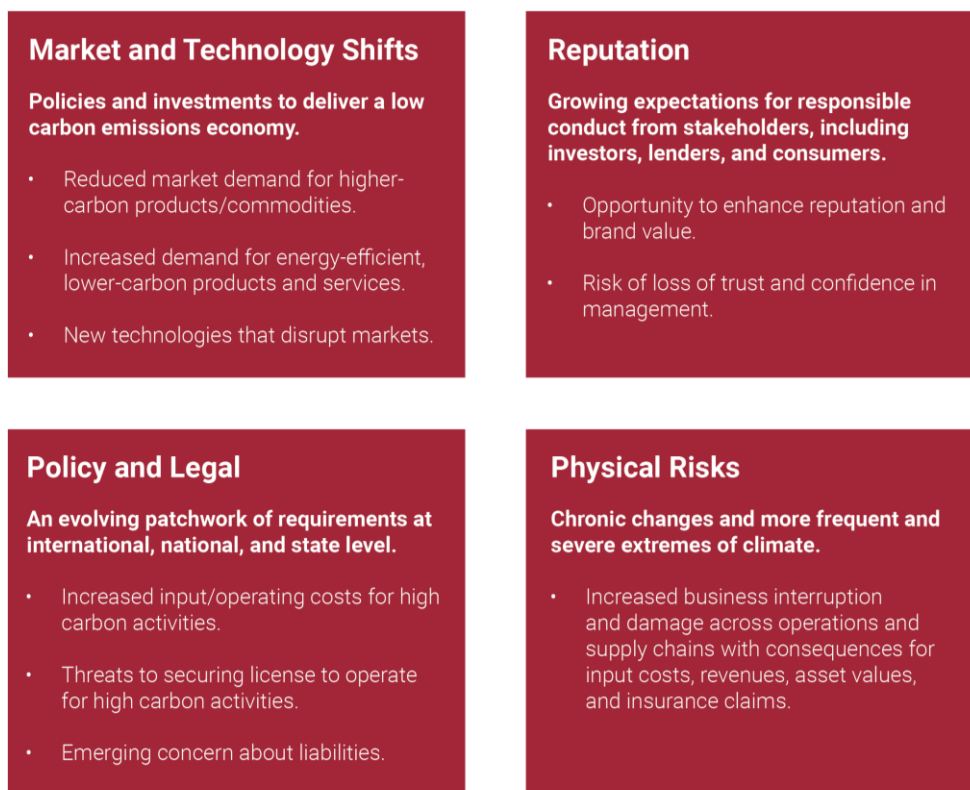 Market and Technology Shifts
Policies and investments to deliver a low
carbon emissions economy.
• Reduced market demand for higher-
carbon products/commodities.
• Increased demand for energy-efficient,
lower-carbon products and services.
• New technologies that disrupt markets.
Reputation
Growing expectations for responsible
conduct from stakeholders, including
investors, lenders, and consumers.
• Opportunity to enhance reputation and
brand value.
• Risk of loss of trust and confidence in
management.
Policy and Legal
An evolving patchwork of requirements at
international, national, and state level.
• Increased input/operating costs for high
carbon activities.
• Threats to securing license to operate
for high carbon activities.
• Emerging concern about liabilities.
Physical Risks
Chronic changes and more frequent and
severe extremes of climate.
• Increased business interruption
and damage across operations and
supply chains with consequences for
input costs, revenues, asset values,
and insurance claims.